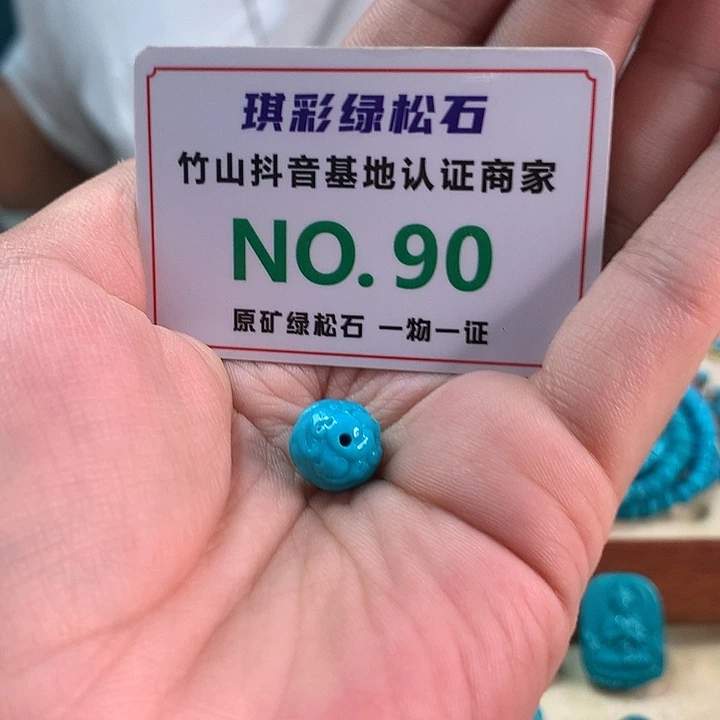 琪彩绿松石
竹山抖音基地认证商家
NO. 90
原矿绿松石 一物一证